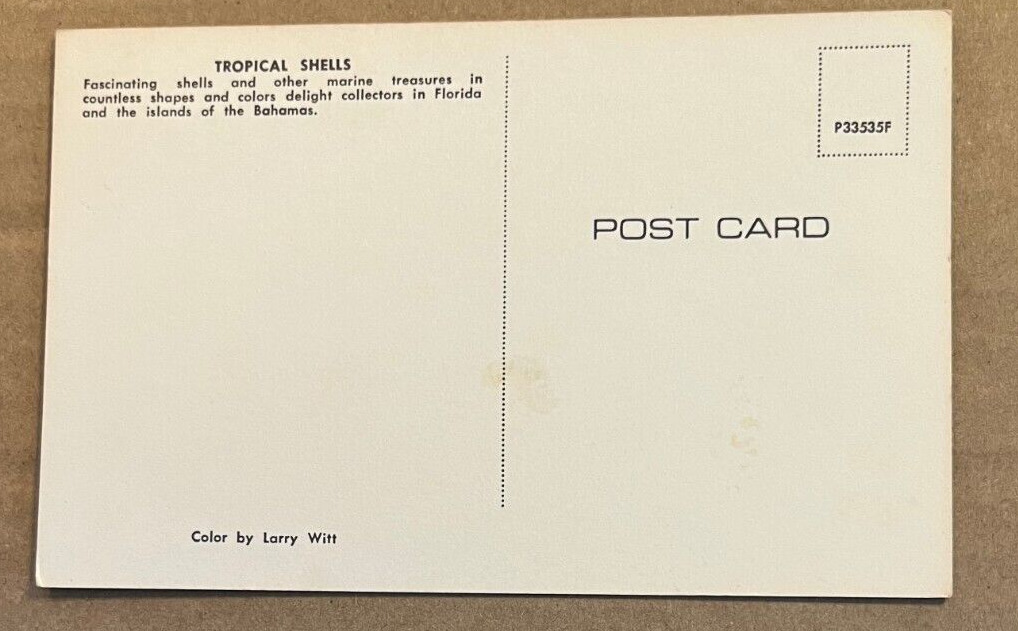 TROPICAL SHELLS
Fascinating shells and other marine treasures in
countless shapes and colors delight collectors in Florida
and the islands of the Bahamas.
Color by Larry Witt
P33535F
POST CARD